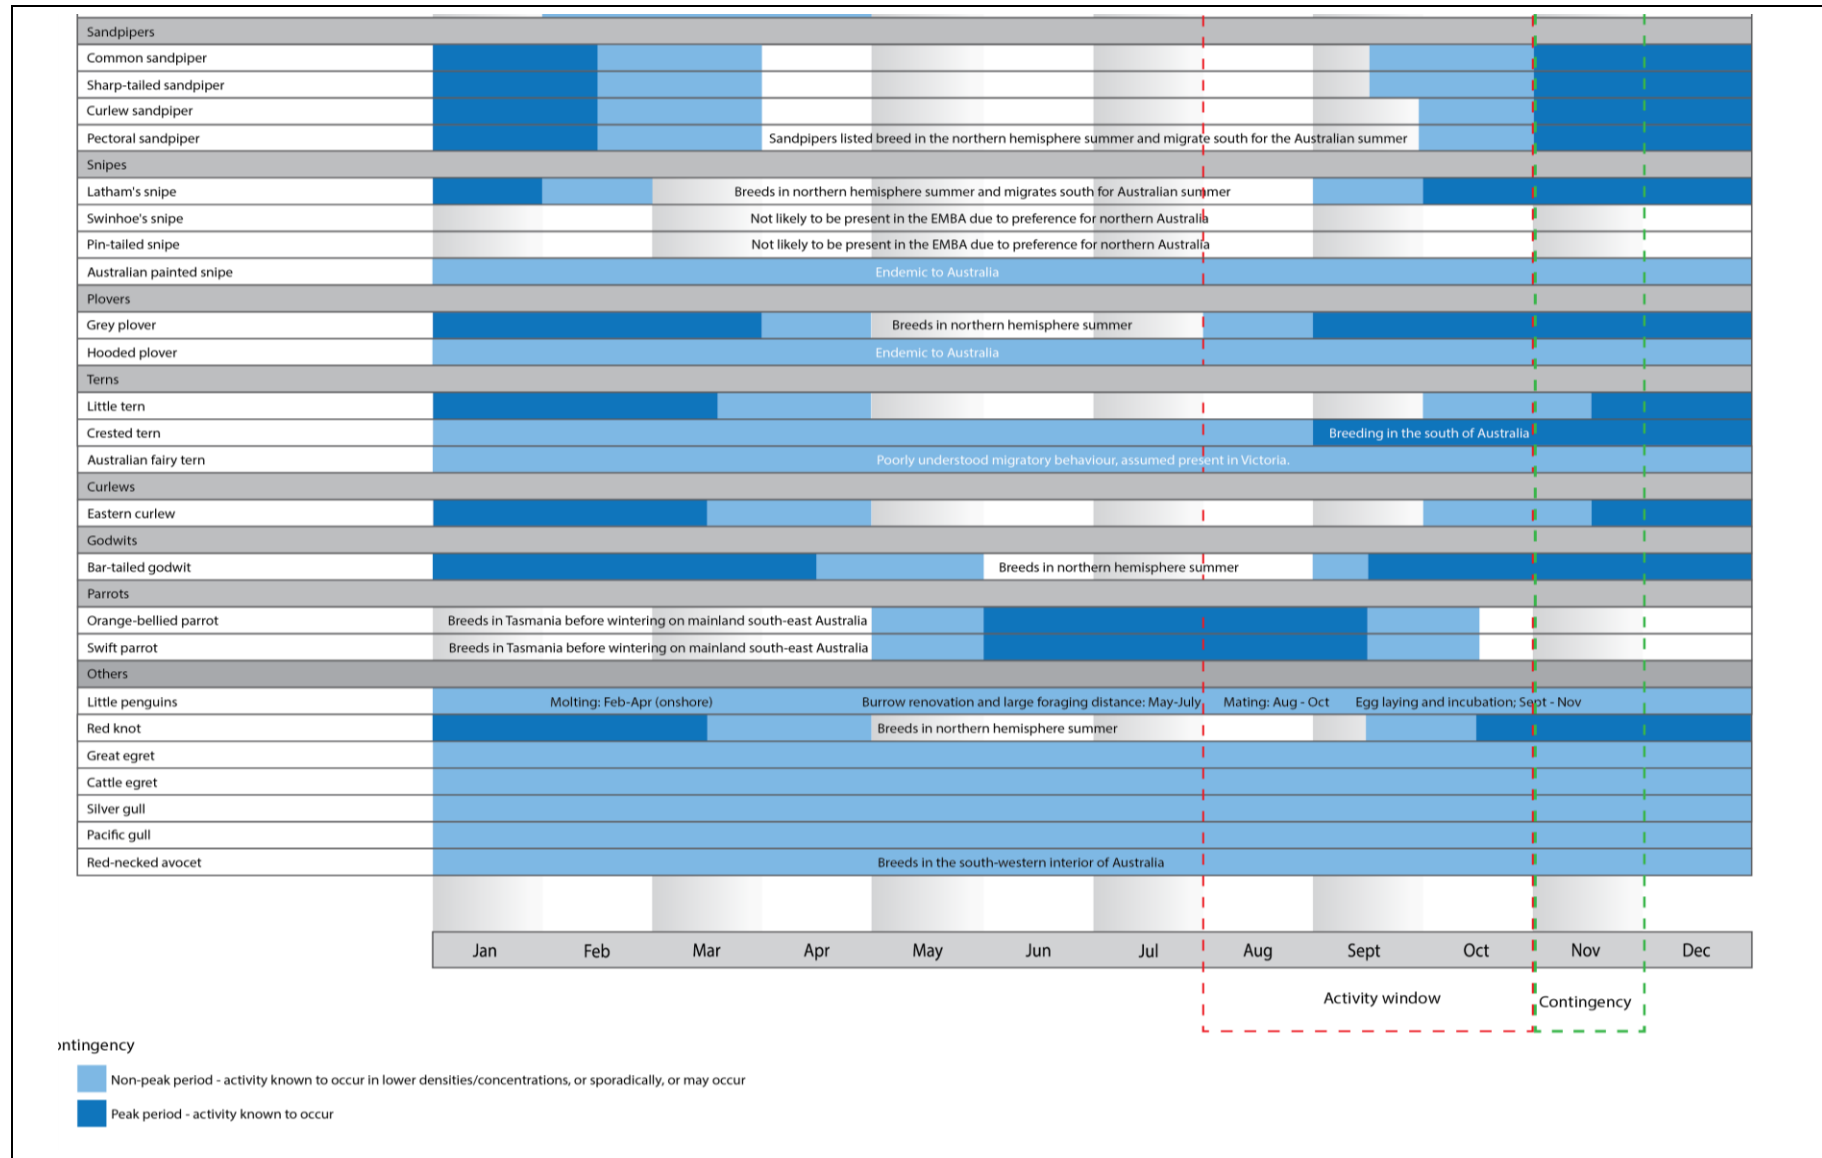 Sandpipers
Common sandpiper
Sharp-tailed sandpiper
Curlew sandpiper
Pectoral sandpiper Sandpipers listed breed in the northern hemisphere summer and migrate south for the Australian summer
Snipes
Latham's snipe Breeds in northern hemisphere summer and migrates south for Australian summer
Swinhoe's snipe Not likely to be present in the EMBA due to preference for northern Australia
Pin-tailed snipe Not likely to be present in the EMBA due to preference for northern Australia
Australian painted snipe Endemic to Australia
Plovers
Grey plover Breeds in northern hemisphere summer
Hooded plover Endemic to Australia
Terns
Little tern
Crested tern Breeding in the south of Australia
Australian fairy tern Poorly understood migratory behaviour, assumed present in Victoria.
Curlews
Eastern curlew
Godwits
Bar-tailed godwit Breeds in northern hemisphere summer
Parrots
Orange-bellied parrot Breeds in Tasmania before wintering on mainland south-east Australia
Swift parrot Breeds in Tasmania before wintering on mainland south-east Australia
Others
Little penguins Molting: Feb-Apr (onshore) Burrow renovation and large foraging distance: May-July Mating: Aug - Oct Egg laying and incubation; Sept - Nov
Red knot Breeds in northern hemisphere summer
Great egret
Cattle egret
Silver gull
Pacific gull
Red-necked avocet Breeds in the south-western interior of Australia
Jan Feb Mar Apr May Jun Jul Aug Sept Oct Nov Dec
Activity window Contingency
ontingency
Non-peak period - activity known to occur in lower densities/concentrations, or sporadically, or may occur
Peak period - activity known to occur